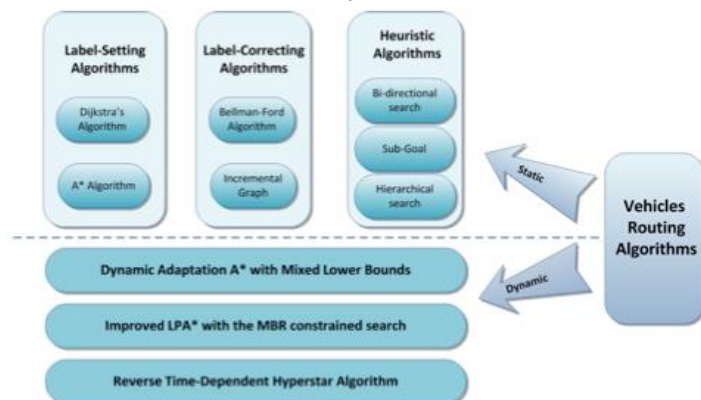 Label-Setting
Algorithms
Dijkstra's
Algorithm
A* Algorithm
Label-Correcting
Algorithms
Bellman-Ford
Algorithm
Incremental
Graph
Heuristic
Algorithms
Bi-directional
search
Sub-Goal
Hierarchical
search
Static
Vehicles
Routing
Algorithms
Dynamic
Dynamic Adaptation A* with Mixed Lower Bounds
Improved LPA* with the MBR constrained search
Reverse Time-Dependent Hyperstar Algorithm